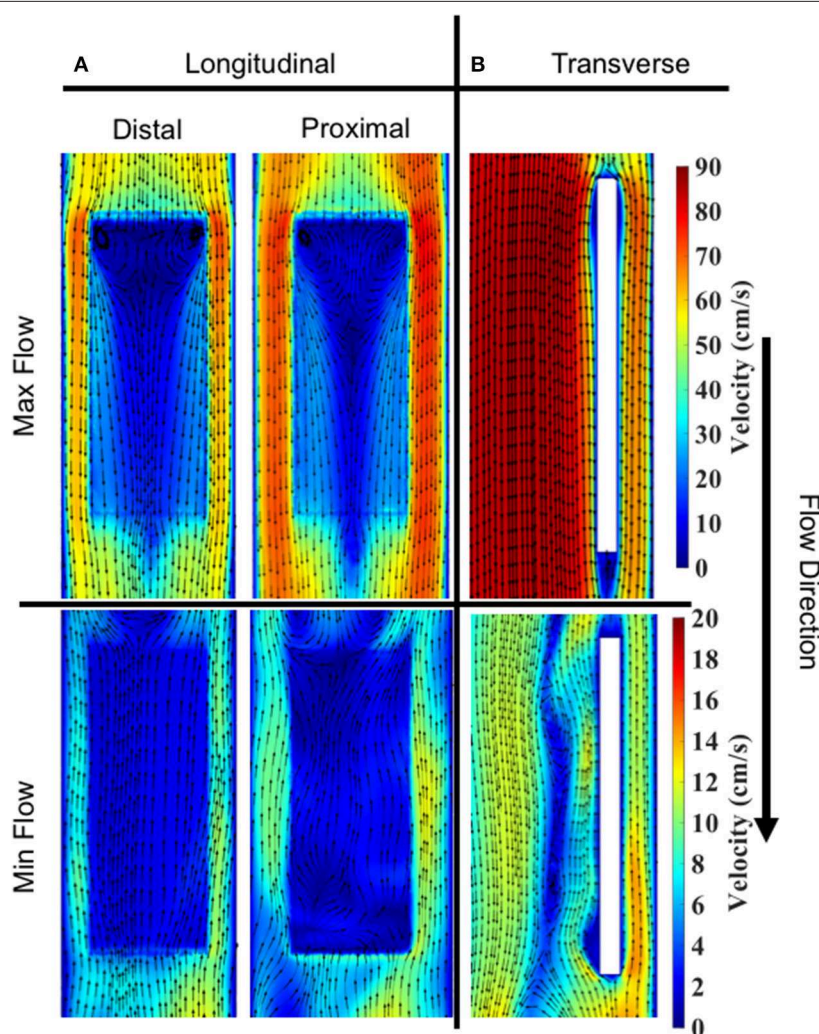 A Longitudinal
B Transverse
Distal
Proximal
Max Flow
90
80
70
60
50
40
30
20
10
0
Velocity (cm/s)
Flow Direction
Min Flow
20
18
16
14
12
10
8
6
4
2
0
Velocity (cm/s)